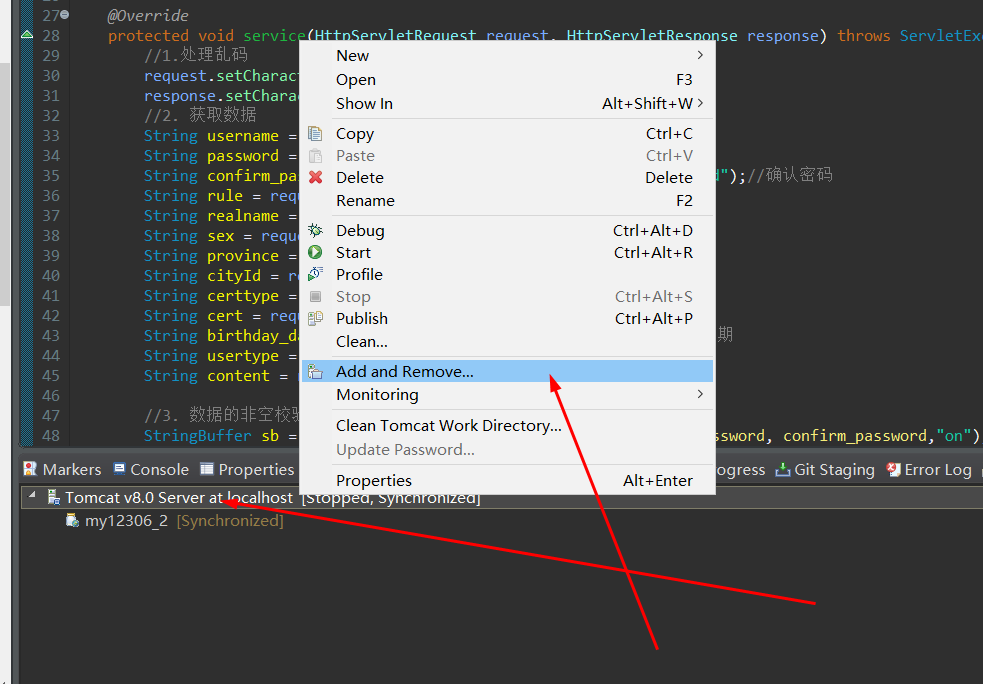 27 @Override
28 protected void service(HttpServletRequest request, HttpServletResponse response) throws ServletExc
29 //1.处理乱码
30 request.setCharac
31 response.setChara
32 //2. 获取数据
33 String username =
34 String password =
35 String confirm_pa d");//确认密码
36 String rule = requ
37 String realname =
38 String sex = reque
39 String province =
40 String cityId = re
41 String certtype =
42 String cert = requ
43 String birthday_da 期
44 String usertype =
45 String content =
46
47 //3. 数据的非空校验
48 StringBuffer sb = ssword, confirm_password,"on")
New
Open F3
Show In Alt+Shift+W
Copy Ctrl+C
Paste Ctrl+V
Delete Delete
Rename F2
Debug Ctrl+Alt+D
Start Ctrl+Alt+R
Profile
Stop Ctrl+Alt+S
Publish Ctrl+Alt+P
Clean...
Add and Remove...
Monitoring
Clean Tomcat Work Directory...
Update Password...
Properties Alt+Enter
Markers Console Properties ogress Git Staging Error Log
Tomcat v8.0 Server at localhost [Stopped, Synchronized]
my12306_2 [Synchronized]